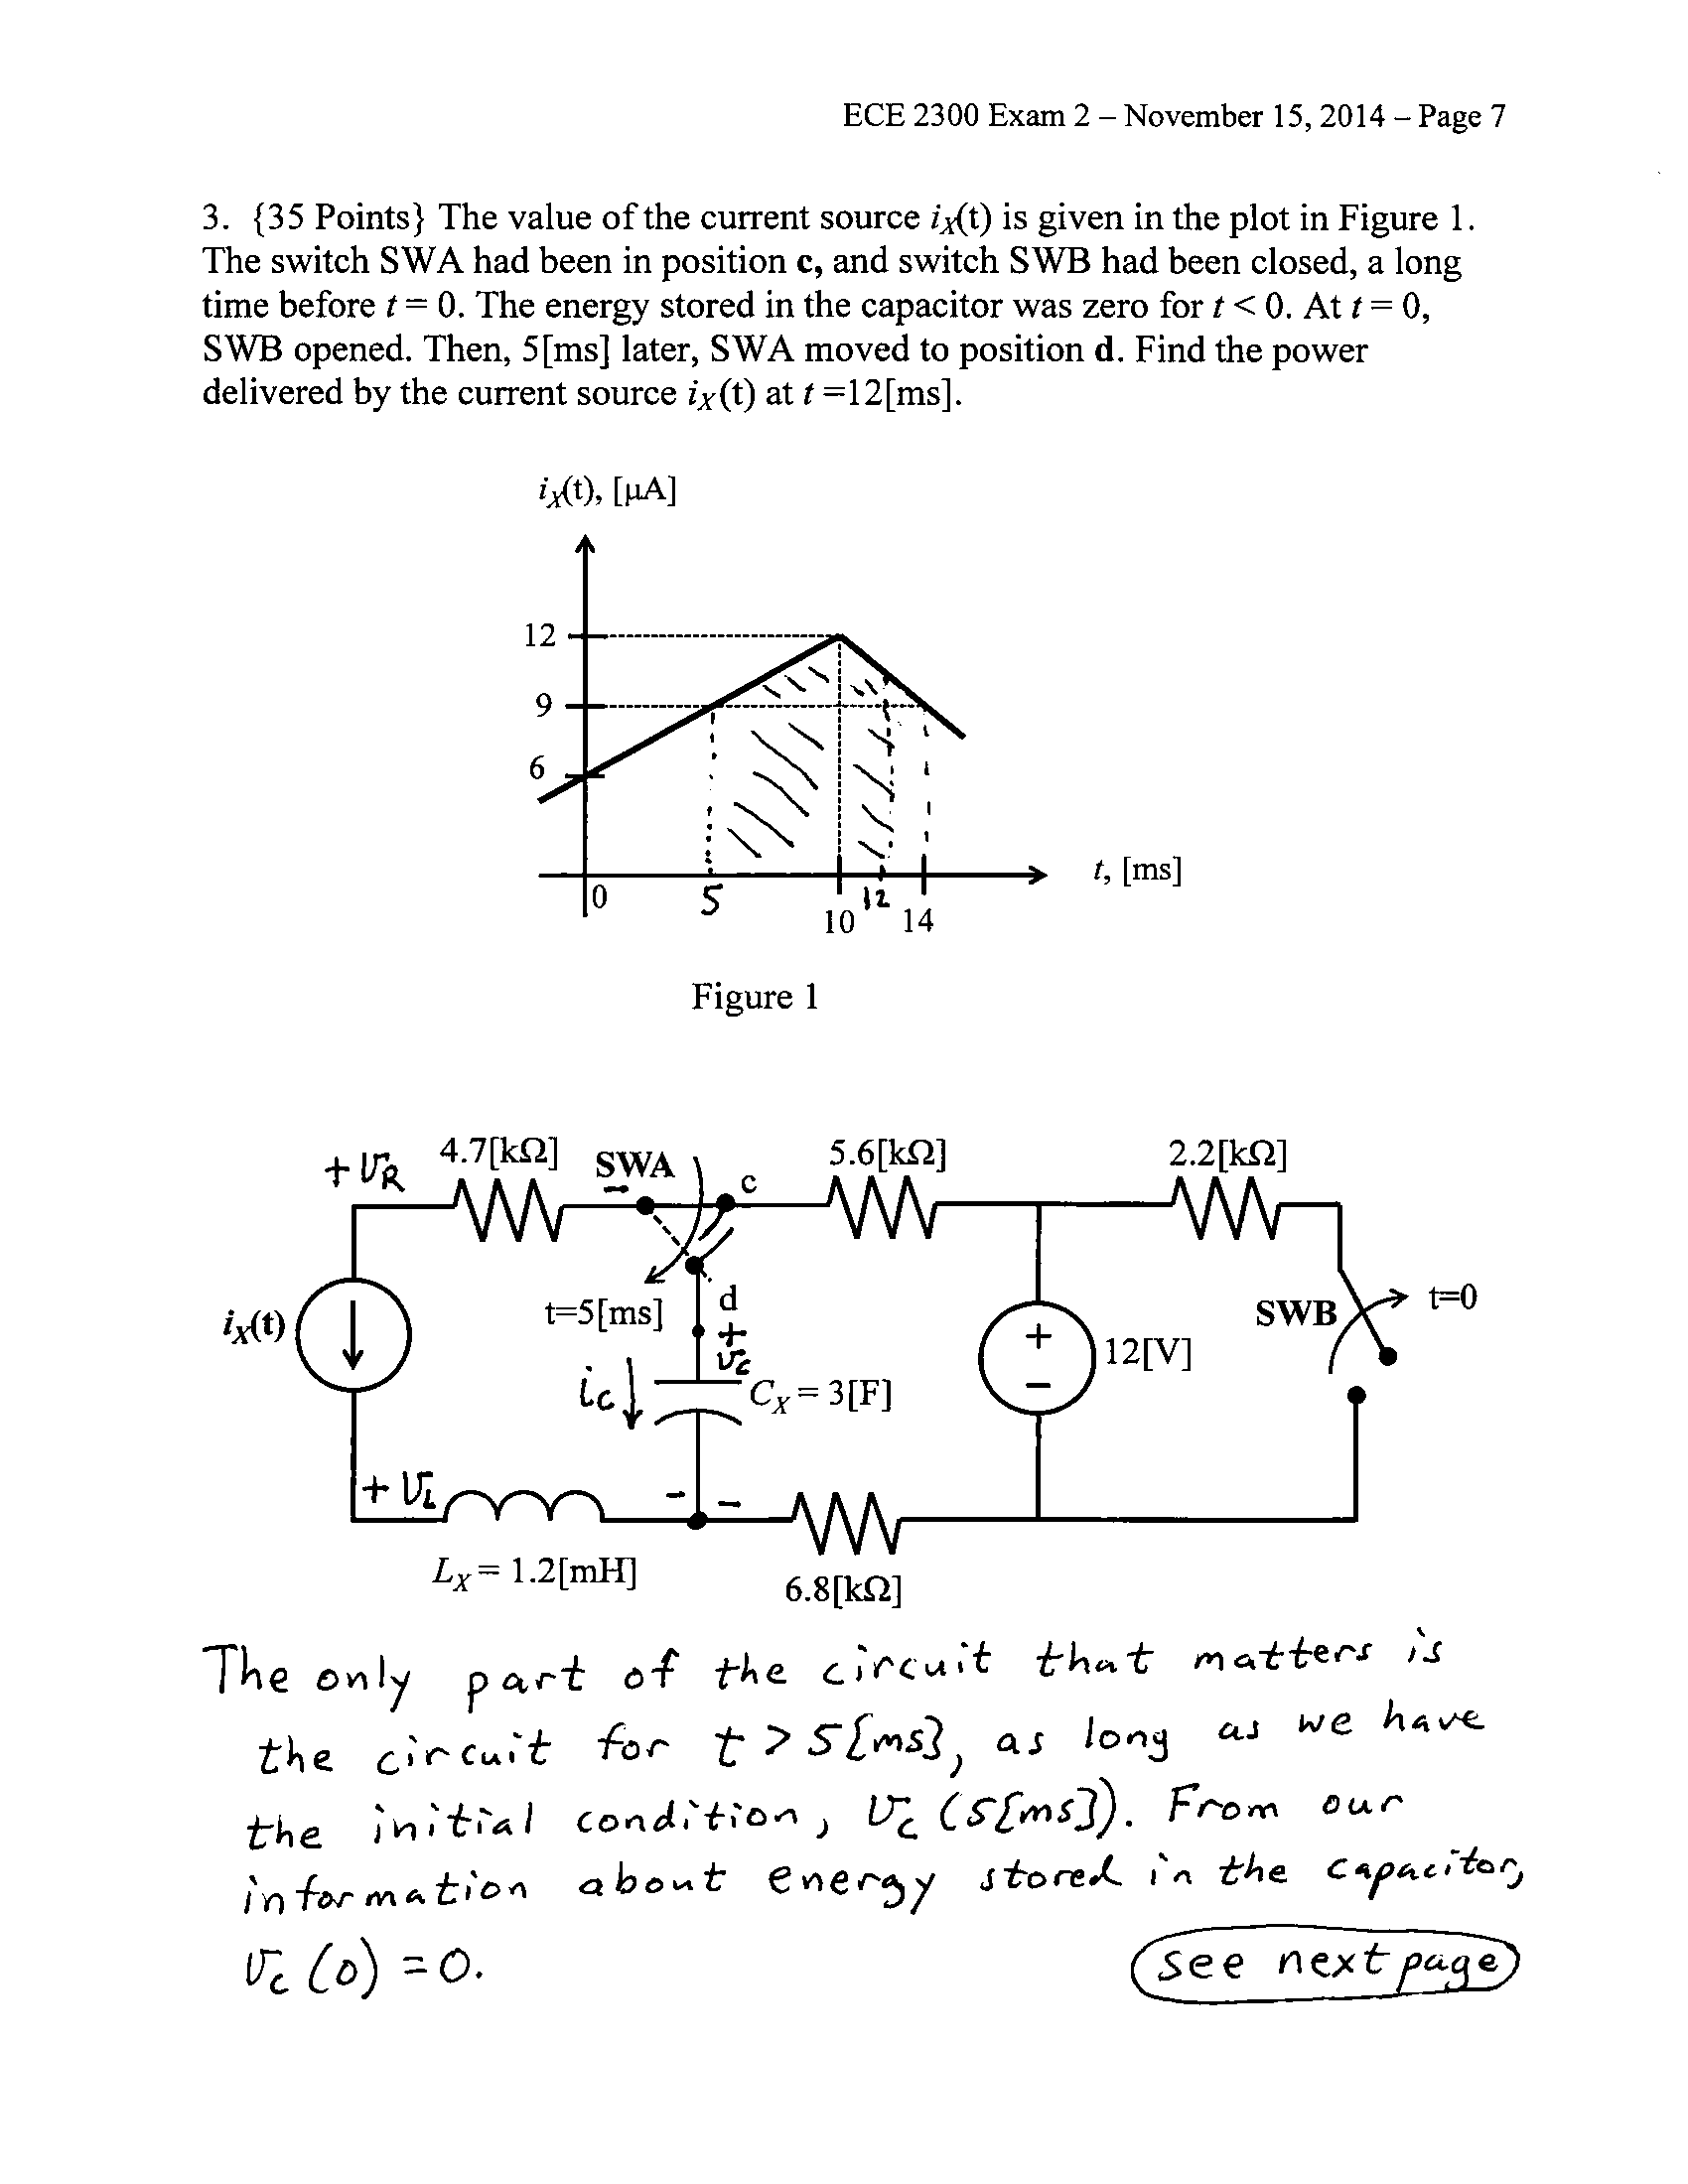 ECE 2300 Exam 2 – November 15, 2014 – Page 7
3. {35 Points} The value of the current source iX(t) is given in the plot in Figure 1.
The switch SWA had been in position c, and switch SWB had been closed, a long
time before t = 0. The energy stored in the capacitor was zero for t < 0. At t = 0,
SWB opened. Then, 5[ms] later, SWA moved to position d. Find the power
delivered by the current source iX(t) at t =12[ms].
iX(t), [μA]
12
9
6
0
5
10
12
14
t, [ms]
Figure 1
+ vR
-
4.7[kΩ]
SWA
c
5.6[kΩ]
2.2[kΩ]
iX(t)
t=5[ms]
d
+
vc
-
ic
CX = 3[F]
+
-
12[V]
SWB
t=0
+ vL
-
LX = 1.2[mH]
6.8[kΩ]
The only part of the circuit that matters is
the circuit for t > 5[ms], as long as we have
the initial condition, vc (5[ms]). From our
information about energy stored in the capacitor,
vc (0) = 0.
see next page